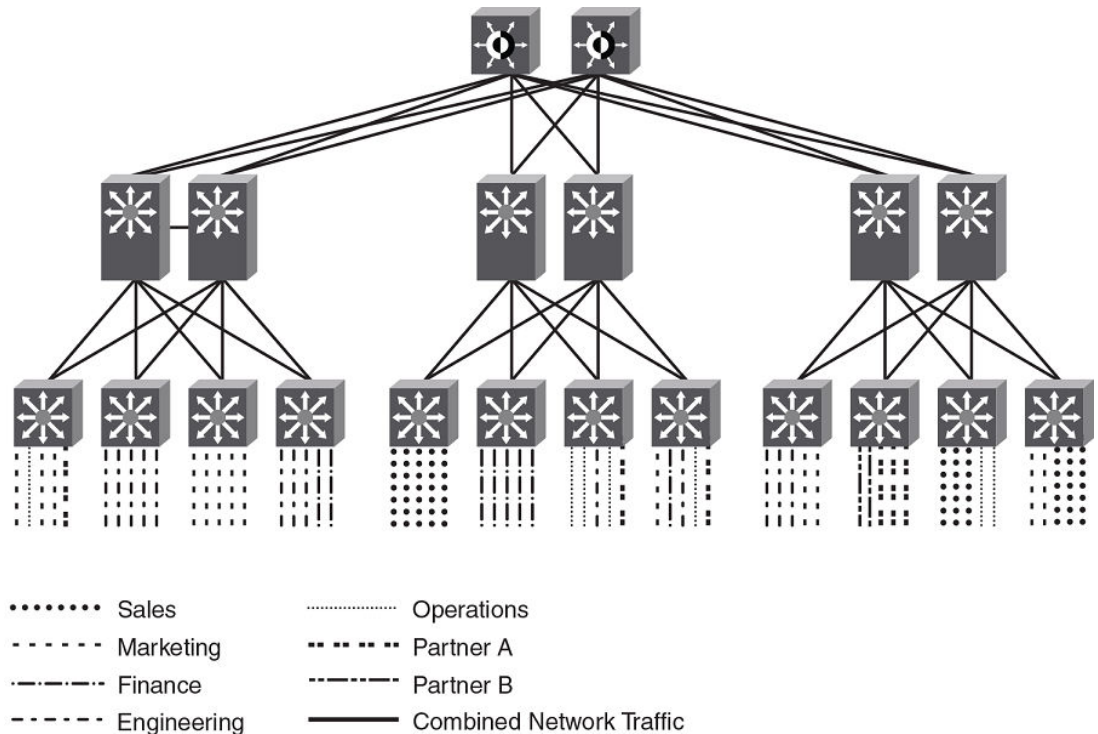 Sales
Marketing
Finance
Engineering
Operations
Partner A
Partner B
Combined Network Traffic